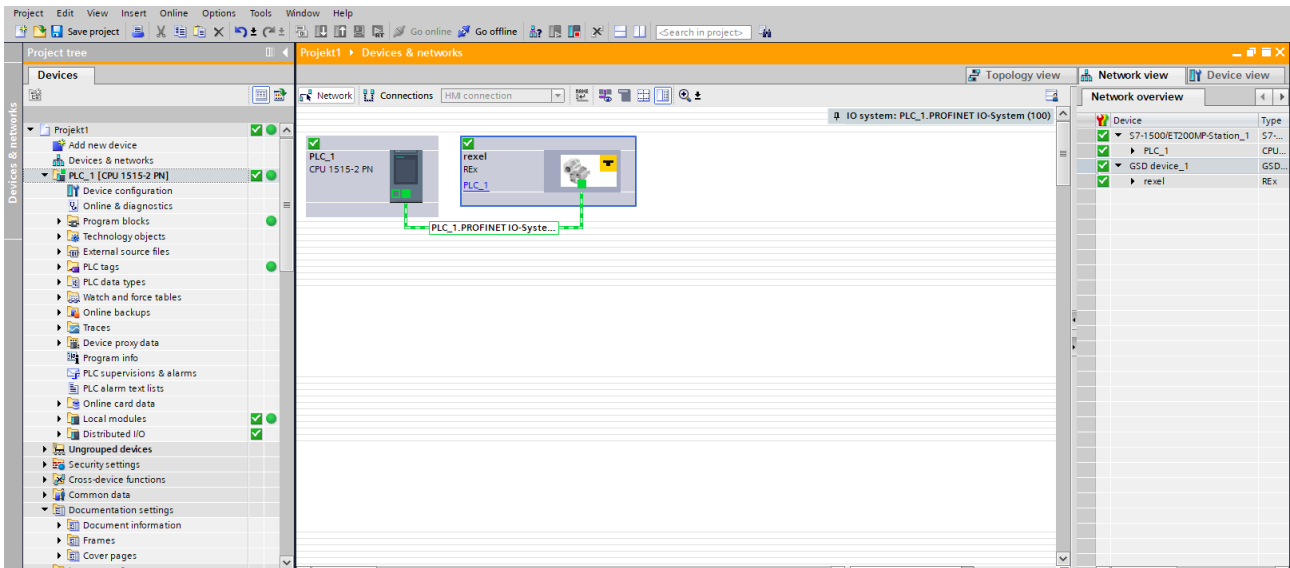 Project Edit View Insert Online Options Tools Window Help
Save project Go online Go offline <Search in project>
Project tree
Projekt1 Devices & networks
Devices
Topology view Network view Device view
Network Connections HMI connection
Network overview
IO system: PLC_1.PROFINET IO-System (100)
Devices & networks
Projekt1
Add new device
Devices & networks
PLC_1 [CPU 1515-2 PN]
Device configuration
Online & diagnostics
Program blocks
Technology objects
External source files
PLC tags
PLC data types
Watch and force tables
Online backups
Traces
Device proxy data
Program info
PLC supervisions & alarms
PLC alarm text lists
Online card data
Local modules
Distributed I/O
Ungrouped devices
Security settings
Cross-device functions
Common data
Documentation settings
Document information
Frames
Cover pages
PLC_1
CPU 1515-2 PN
rexel
REx
PLC_1
PLC_1.PROFINET IO-Syste...
Device Type
S7-1500/ET200MP-Station_1 S7-...
PLC_1 CPU...
GSD device_1 GSD...
rexel REx